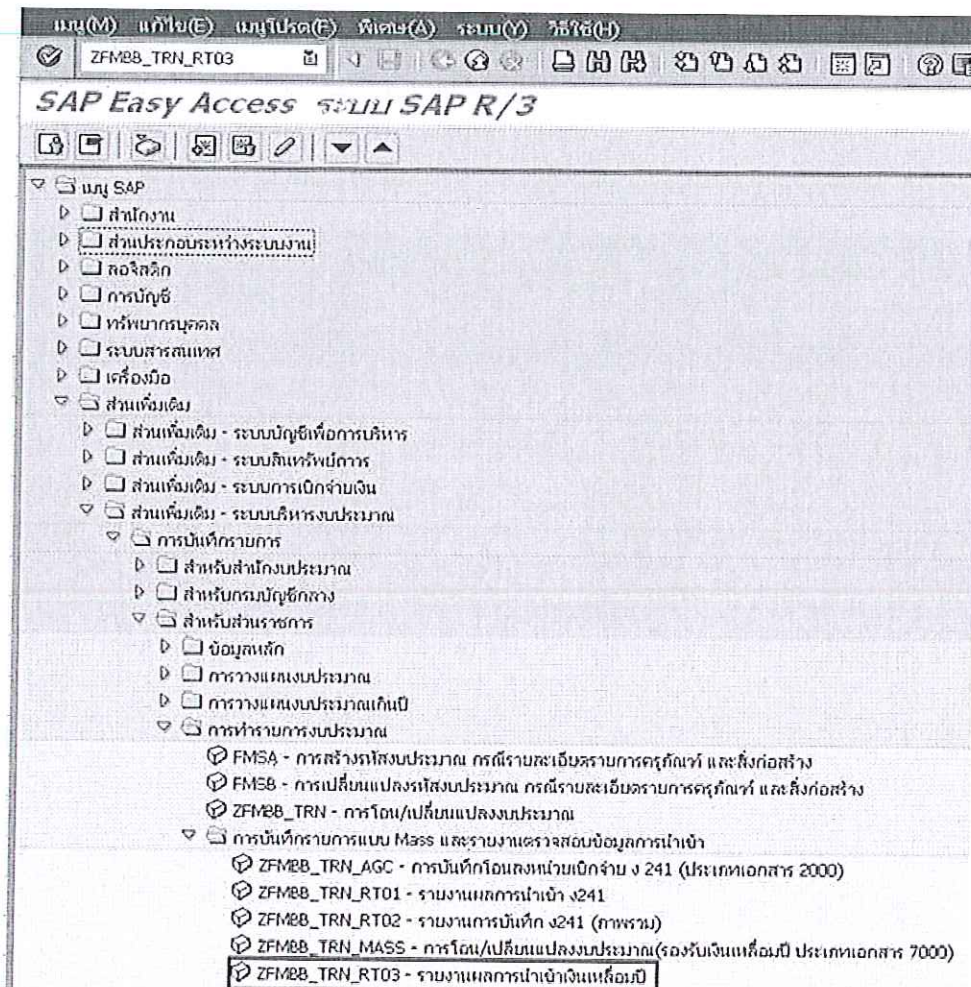 เมนู(M) แก้ไข(E) เมนูโปรด(F) พิเศษ(A) ระบบ(Y) วิธีใช้(H)
ZFMBB_TRN_RT03
SAP Easy Access ระบบ SAP R/3
เมนู SAP
สำนักงาน
ส่วนประกอบระหว่างระบบงาน
ลอจิสติก
การบัญชี
ทรัพยากรบุคคล
ระบบสารสนเทศ
เครื่องมือ
ส่วนเพิ่มเติม
ส่วนเพิ่มเติม - ระบบบัญชีเพื่อการบริหาร
ส่วนเพิ่มเติม - ระบบสินทรัพย์ถาวร
ส่วนเพิ่มเติม - ระบบการเบิกจ่ายเงิน
ส่วนเพิ่มเติม - ระบบบริหารงบประมาณ
การบันทึกรายการ
สำหรับสำนักงบประมาณ
สำหรับกรมบัญชีกลาง
สำหรับส่วนราชการ
ข้อมูลหลัก
การวางแผนงบประมาณ
การวางแผนงบประมาณเกินปี
การทำรายการงบประมาณ
FMSA - การสร้างรหัสงบประมาณ กรณีรายละเอียดรายการครุภัณฑ์ และสิ่งก่อสร้าง
FMSB - การเปลี่ยนแปลงรหัสงบประมาณ กรณีรายละเอียดรายการครุภัณฑ์ และสิ่งก่อสร้าง
ZFMBB_TRN - การโอน/เปลี่ยนแปลงงบประมาณ
การบันทึกรายการแบบ Mass และรายงานตรวจสอบข้อมูลการนำเข้า
ZFMBB_TRN_AGC - การบันทึกโอนลงหน่วยเบิกจ่าย ง 241 (ประเภทเอกสาร 2000)
ZFMBB_TRN_RT01 - รายงานผลการนำเข้า ง241
ZFMBB_TRN_RT02 - รายงานการบันทึก ง241 (ภาพรวม)
ZFMBB_TRN_MASS - การโอน/เปลี่ยนแปลงงบประมาณ(รองรับเงินเหลื่อมปี ประเภทเอกสาร 7000)
ZFMBB_TRN_RT03 - รายงานผลการนำเข้าเงินเหลื่อมปี